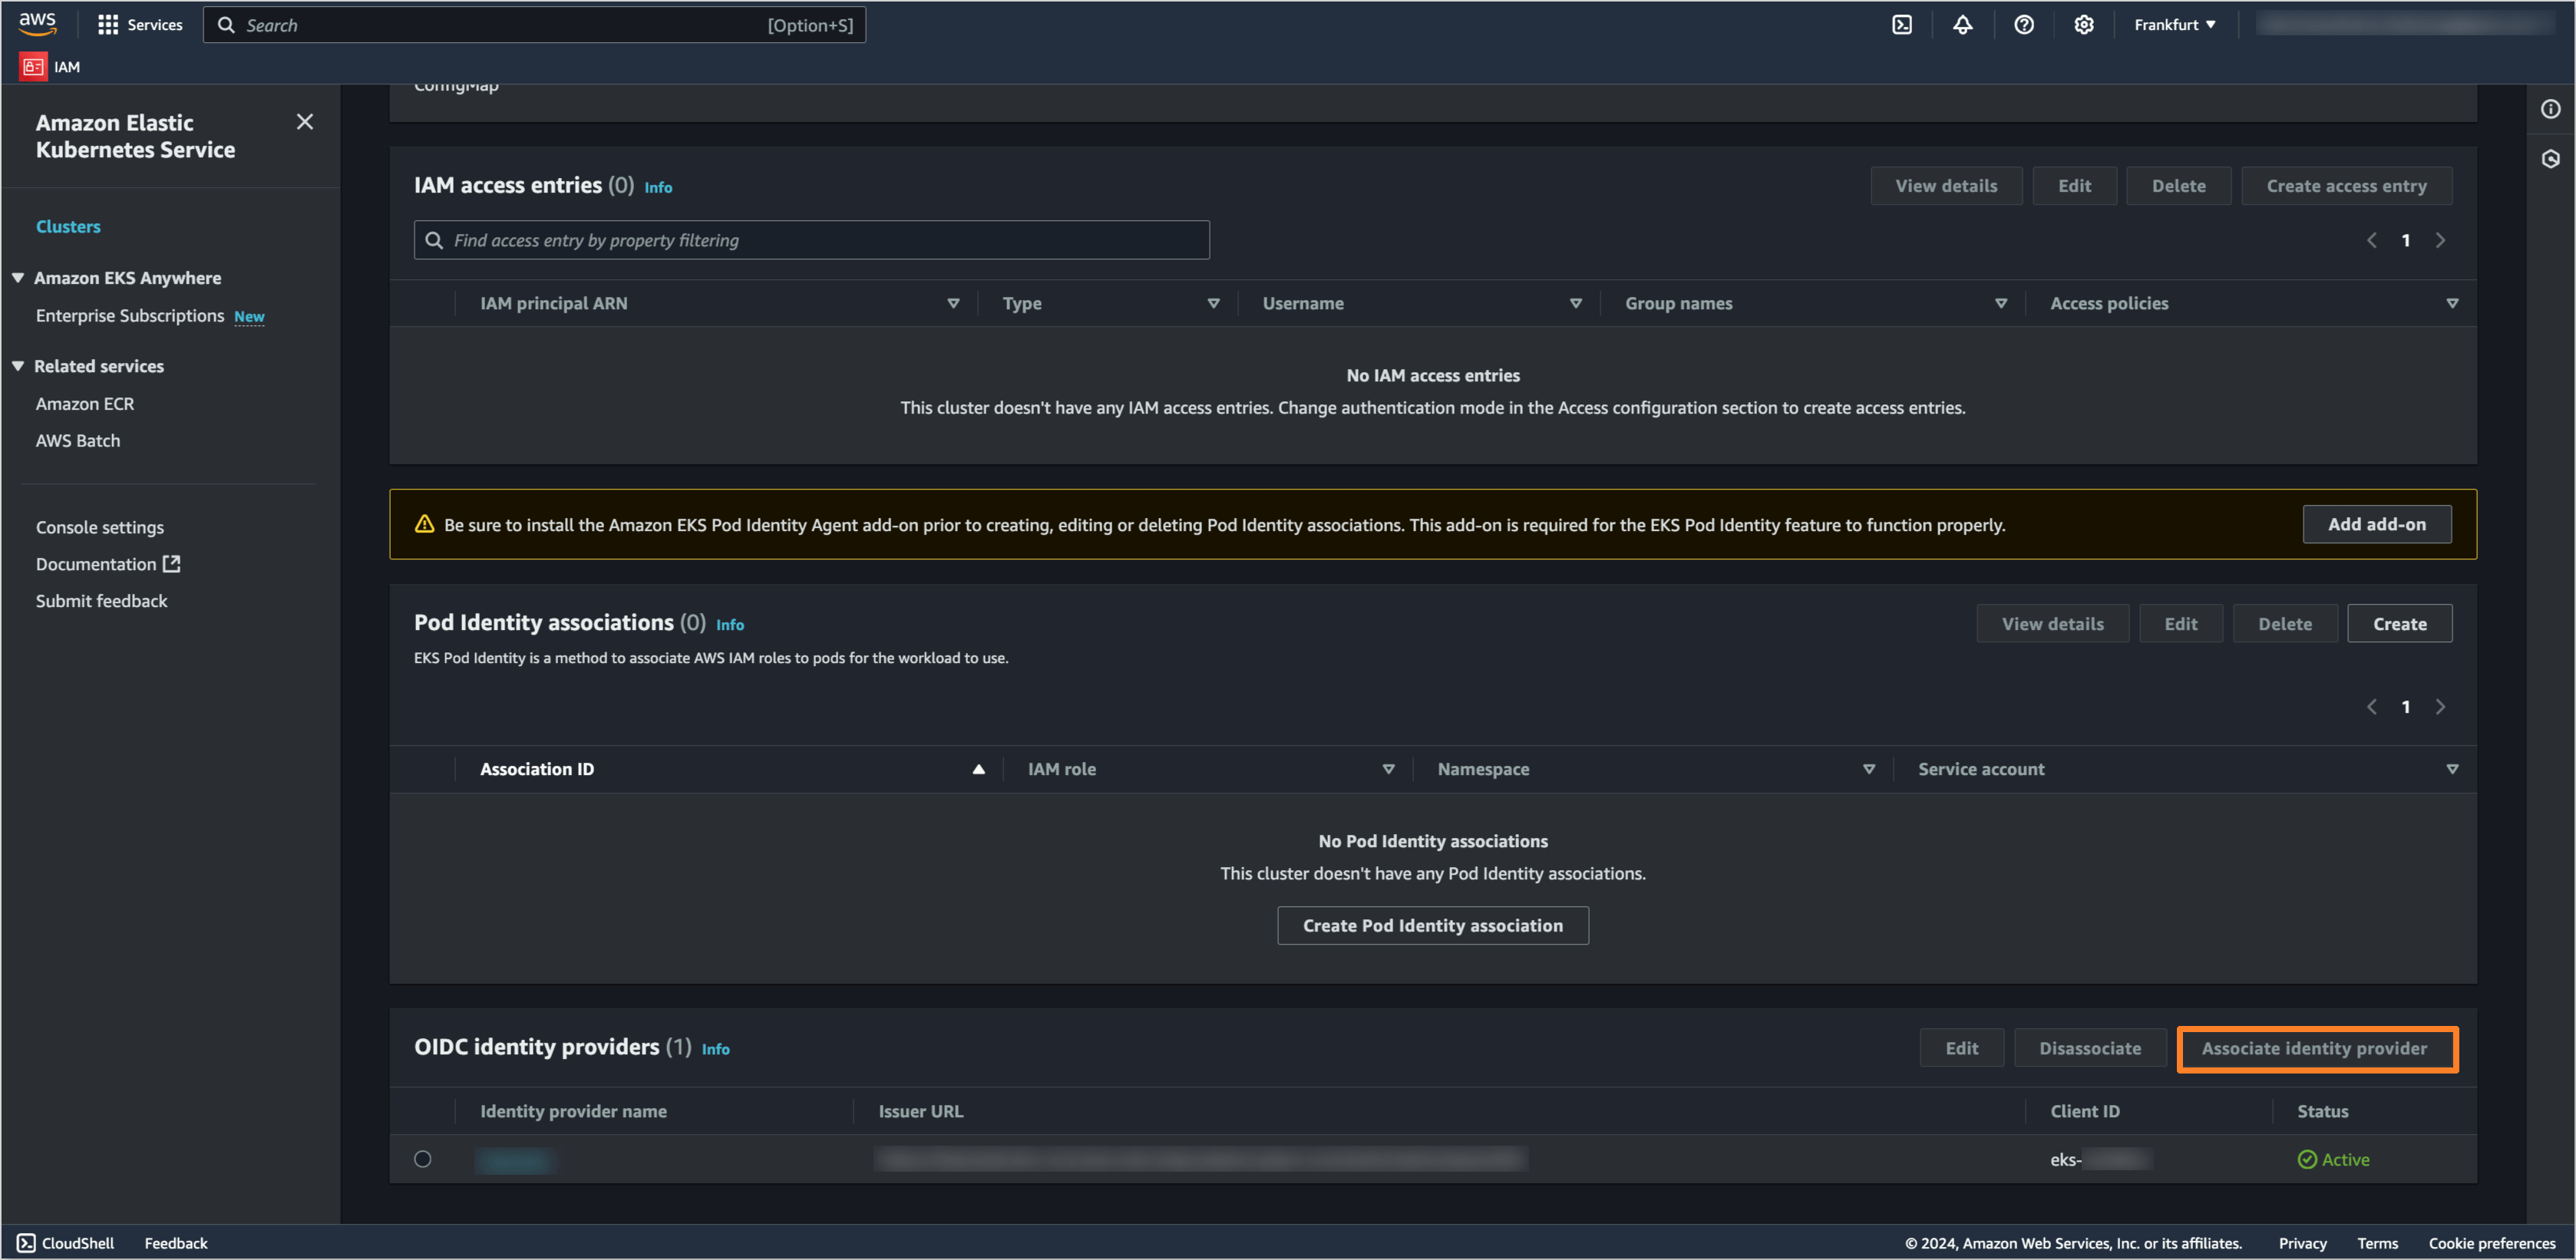 aws
Services
Search
[Option+S]
Frankfurt
IAM
ConfigMap
Amazon Elastic
Kubernetes Service
Clusters
Amazon EKS Anywhere
Enterprise Subscriptions New
Related services
Amazon ECR
AWS Batch
Console settings
Documentation
Submit feedback
IAM access entries (0) Info
View details
Edit
Delete
Create access entry
Find access entry by property filtering
1
IAM principal ARN
Type
Username
Group names
Access policies
No IAM access entries
This cluster doesn't have any IAM access entries. Change authentication mode in the Access configuration section to create access entries.
Be sure to install the Amazon EKS Pod Identity Agent add-on prior to creating, editing or deleting Pod Identity associations. This add-on is required for the EKS Pod Identity feature to function properly.
Add add-on
Pod Identity associations (0) Info
View details
Edit
Delete
Create
EKS Pod Identity is a method to associate AWS IAM roles to pods for the workload to use.
1
Association ID
IAM role
Namespace
Service account
No Pod Identity associations
This cluster doesn't have any Pod Identity associations.
Create Pod Identity association
OIDC identity providers (1) Info
Edit
Disassociate
Associate identity provider
Identity provider name
Issuer URL
Client ID
Status
eks-
Active
CloudShell
Feedback
© 2024, Amazon Web Services, Inc. or its affiliates.
Privacy
Terms
Cookie preferences